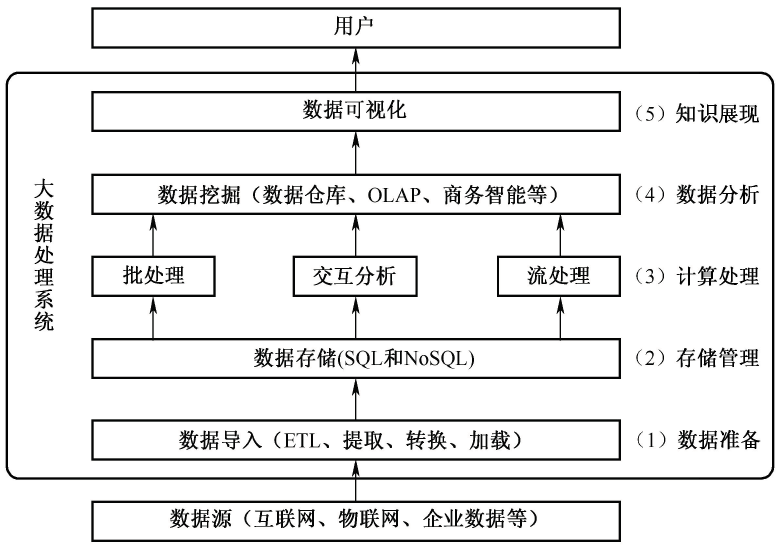 用户
数据可视化
（5）知识展现
数据挖掘（数据仓库、OLAP、商务智能等）
（4）数据分析
大数据处理系统
批处理
交互分析
流处理
（3）计算处理
数据存储(SQL和NoSQL)
（2）存储管理
数据导入（ETL、提取、转换、加载）
（1）数据准备
数据源（互联网、物联网、企业数据等）